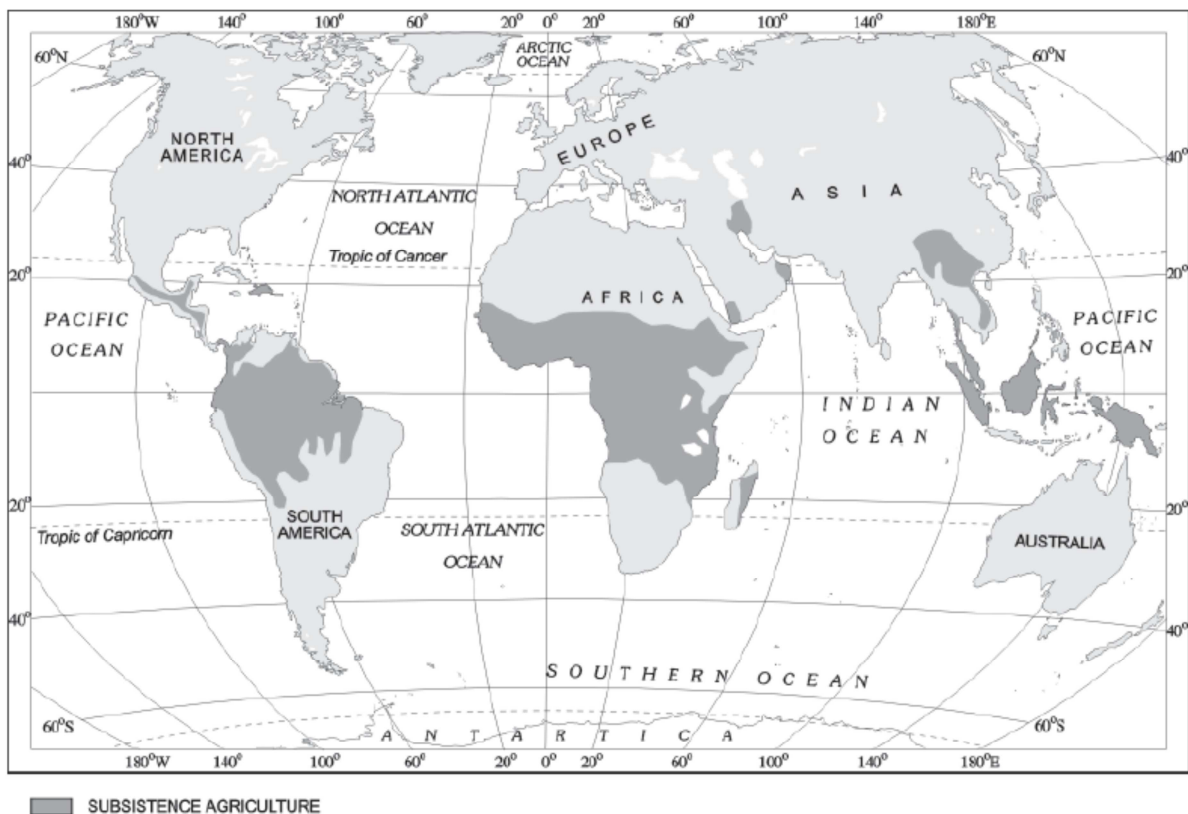 180°W 140° 100° 20° 0° 20° 60° 100° 140° 180°E
60°N
ARCTIC
OCEAN
60°N
NORTH
AMERICA
EUROPE
40°
40°
ASIA
NORTH ATLANTIC
OCEAN
Tropic of Cancer
20°
20°
AFRICA
PACIFIC
OCEAN
PACIFIC
OCEAN
INDIAN
OCEAN
20°
20°
SOUTH
AMERICA
Tropic of Capricorn
SOUTH ATLANTIC
OCEAN
AUSTRALIA
40°
40°
SOUTHERN OCEAN
60°S
60°S
ANTARTICA
180°W 140° 100° 20° 0° 20° 60° 100° 140° 180°E
SUBSISTENCE AGRICULTURE